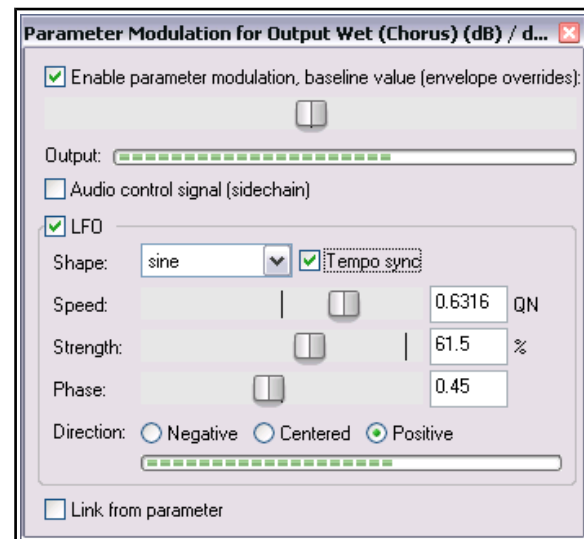 Parameter Modulation for Output Wet (Chorus) (dB) / d...
Enable parameter modulation, baseline value (envelope overrides):
Output:
Audio control signal (sidechain)
LFO
Shape: sine Tempo sync
Speed: 0.6316 QN
Strength: 61.5 %
Phase: 0.45
Direction: Negative Centered Positive
Link from parameter